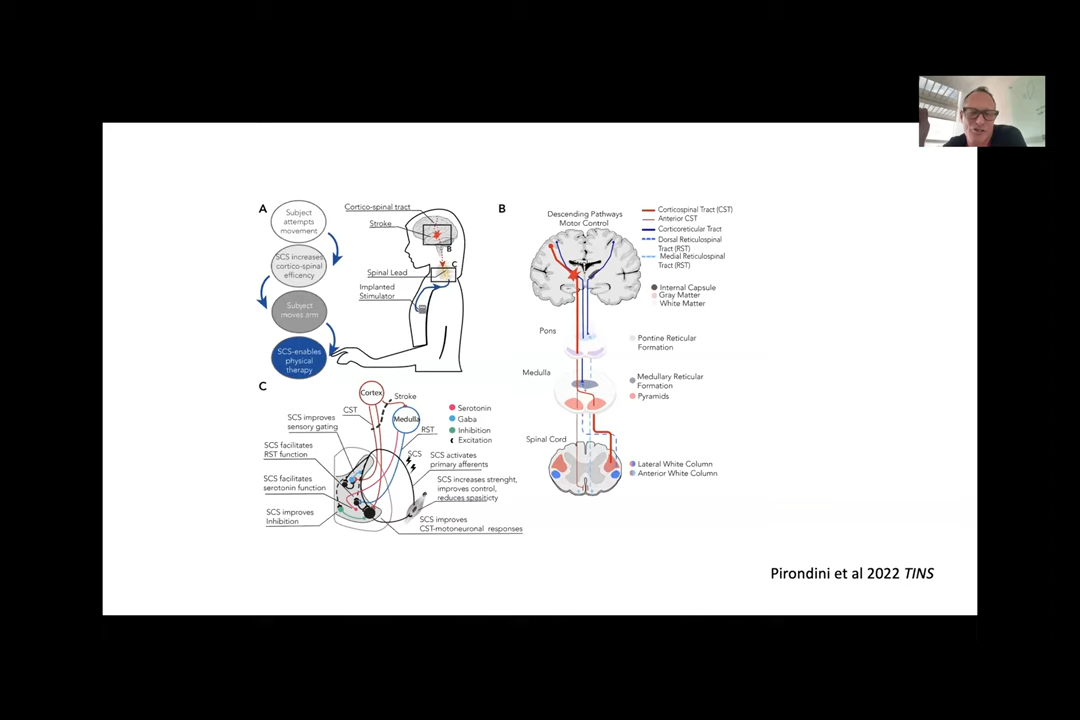 A
Subject
attempts
movement
SCS increases
cortico-spinal
efficency
Subject
moves arm
SCS-enables
physical
therapy
Cortico-spinal tract
Stroke
B
C
Spinal Lead
Implanted
Stimulator
B
Descending Pathways
Motor Control
Corticospinal Tract (CST)
Anterior CST
Corticoreticular Tract
Dorsal Reticulospinal
Tract (RST)
Medial Reticulospinal
Tract (RST)
Internal Capsule
Gray Matter
White Matter
Pons
Pontine Reticular
Formation
Medulla
Medullary Reticular
Formation
Pyramids
Spinal Cord
Lateral White Column
Anterior White Column
C
Cortex
Stroke
CST
Medulla
RST
Serotonin
Gaba
Inhibition
Excitation
SCS improves
sensory gating
SCS facilitates
RST function
SCS facilitates
serotonin function
SCS improves
Inhibition
SCS
SCS activates
primary afferents
SCS increases strenght,
improves control,
reduces spasiticty
SCS improves
CST-motoneuronal responses
Pirondini et al 2022 TINS